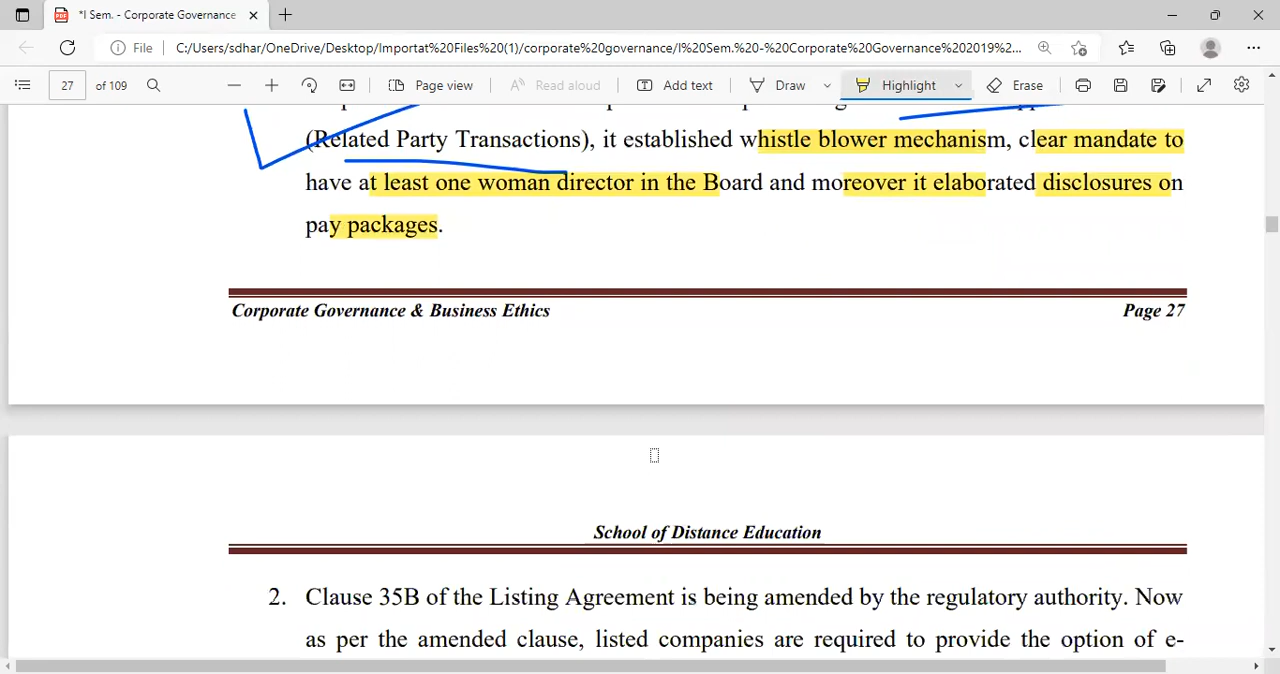 *I Sem. - Corporate Governance
File C:/Users/sdhar/OneDrive/Desktop/Importat%20Files%20(1)/corporate%20governance/I%20Sem.%20-%20Corporate%20Governance%202019%...
27 of 109 Page view Read aloud Add text Draw Highlight Erase
(Related Party Transactions), it established whistle blower mechanism, clear mandate to
have at least one woman director in the Board and moreover it elaborated disclosures on
pay packages.
Corporate Governance & Business Ethics Page 27
School of Distance Education
2. Clause 35B of the Listing Agreement is being amended by the regulatory authority. Now
as per the amended clause, listed companies are required to provide the option of e-